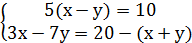 5(x − y) = 10
3x − 7y = 20 − (x + y)